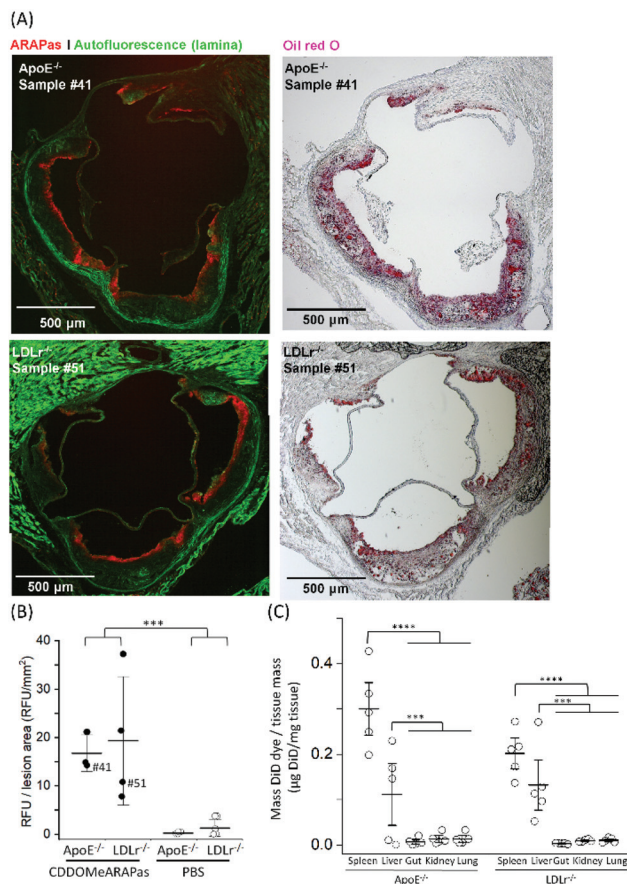 (A)
ARAPas I Autofluorescence (lamina)
Oil red O
ApoE-/-
Sample #41
ApoE-/-
Sample #41
500 µm
500 µm
LDLr-/-
Sample #51
LDLr-/-
Sample #51
500 µm
500 µm
(B)
***
RFU / lesion area (RFU/mm²)
40
30
20
10
0
#41
#51
ApoE-/- LDLr-/- ApoE-/- LDLr-/-
CDDOMeARAPas PBS
(C)
Mass DiD dye / tissue mass
(µg DiD/mg tissue)
0.4
0.2
0.0
****
***
****
***
Spleen Liver Gut Kidney Lung Spleen Liver Gut Kidney Lung
ApoE-/- LDLr-/-